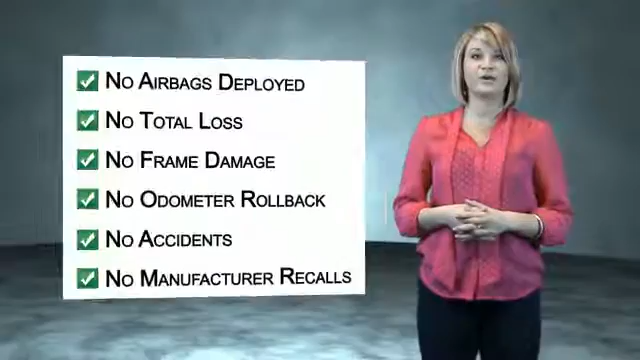 No Airbags Deployed
No Total Loss
No Frame Damage
No Odometer Rollback
No Accidents
No Manufacturer Recalls